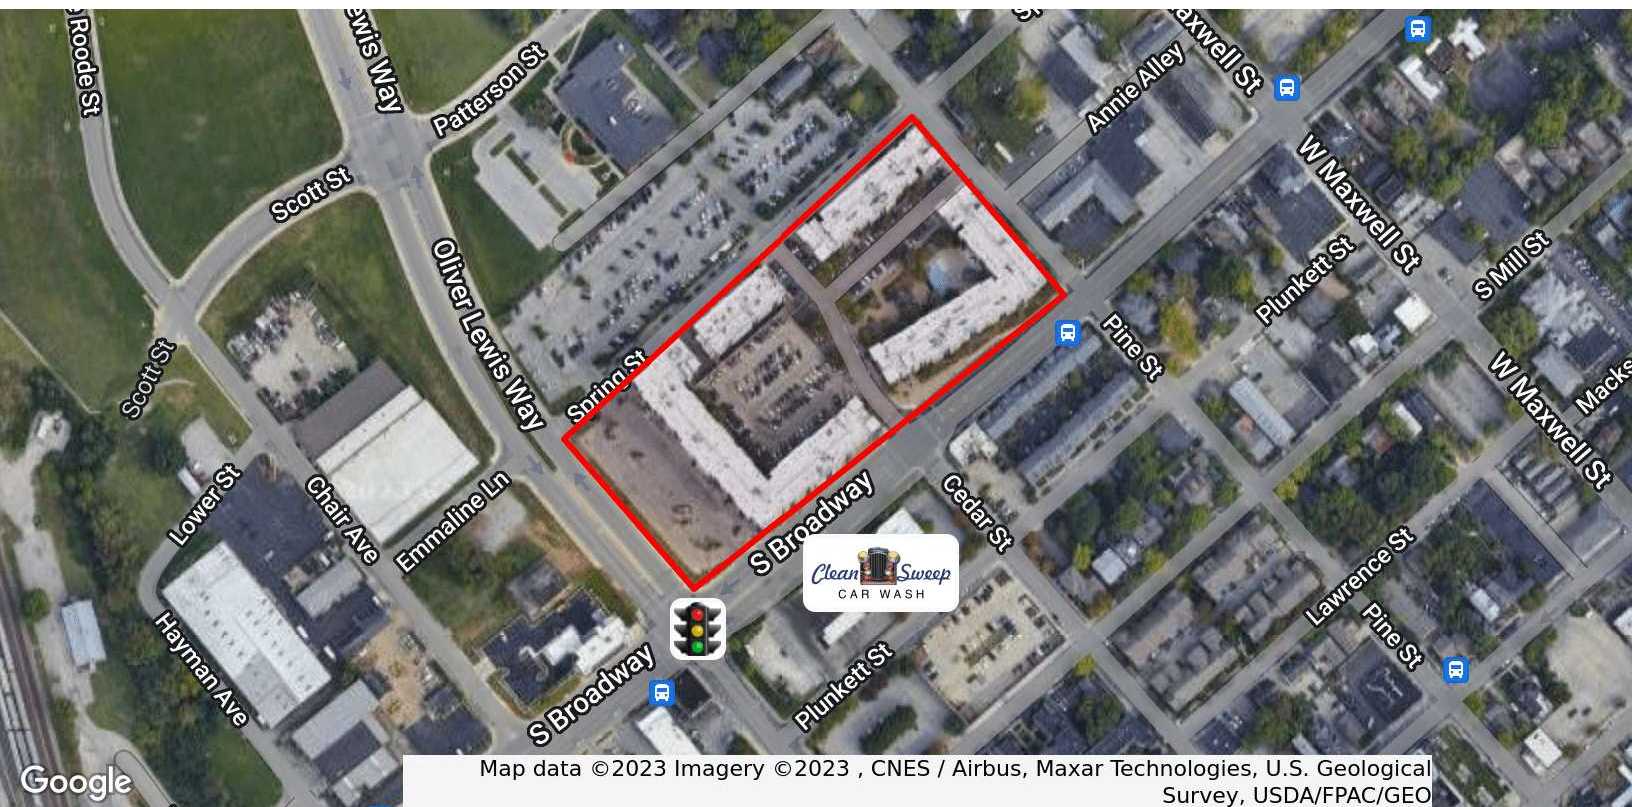 Roode St
ewis Way
Patterson St
axwell St
Annie Alley
Scott St
W Maxwell St
Oliver Lewis Way
S Mill St
Plunkett St
Scott St
Pine St
Spring St
W Maxwell St
Macks
Lower St
Chair Ave
Emmaline Ln
S Broadway
Cedar St
Clean Sweep
CAR WASH
Lawrence St
Pine St
Hayman Ave
S Broadway
Plunkett St
Google
Map data ©2023 Imagery ©2023 , CNES / Airbus, Maxar Technologies, U.S. Geological
Survey, USDA/FPAC/GEO